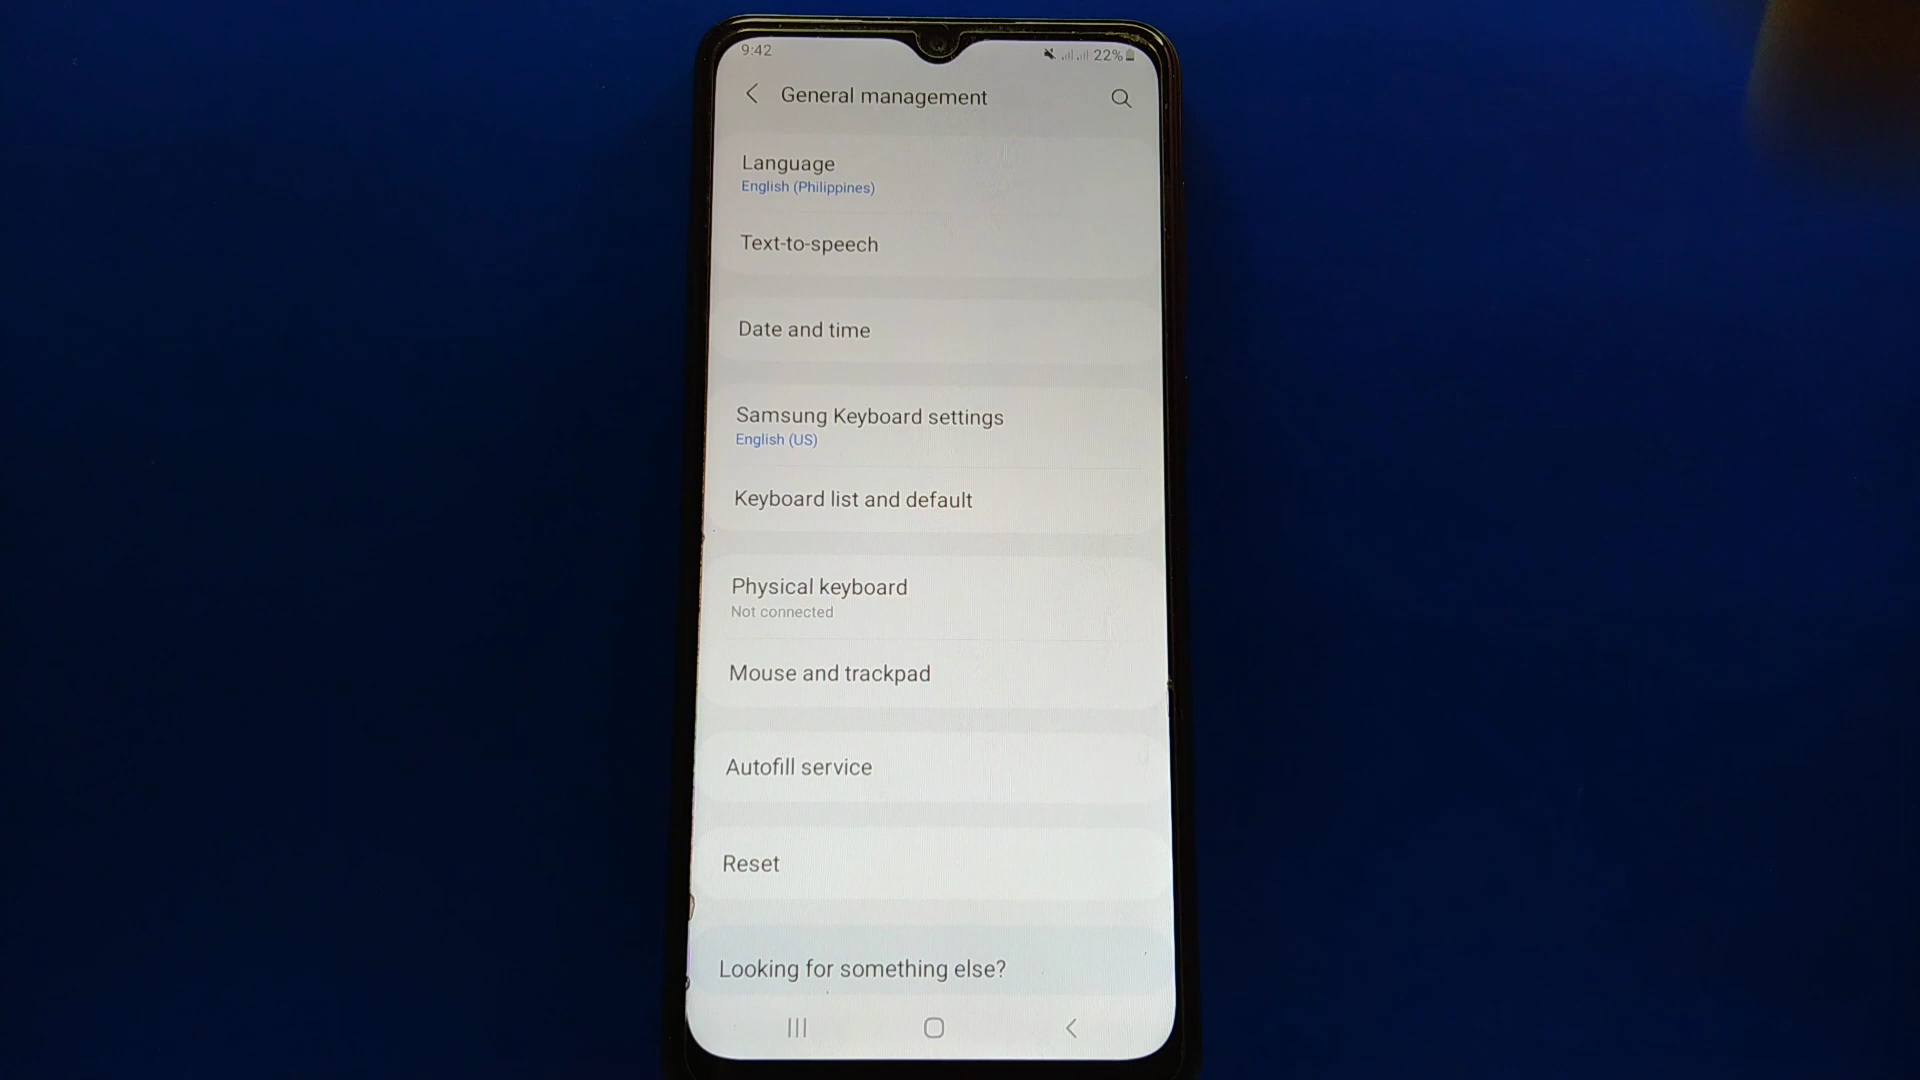 9:42
22%
General management
Language
English (Philippines)
Text-to-speech
Date and time
Samsung Keyboard settings
English (US)
Keyboard list and default
Physical keyboard
Not connected
Mouse and trackpad
Autofill service
Reset
Looking for something else?